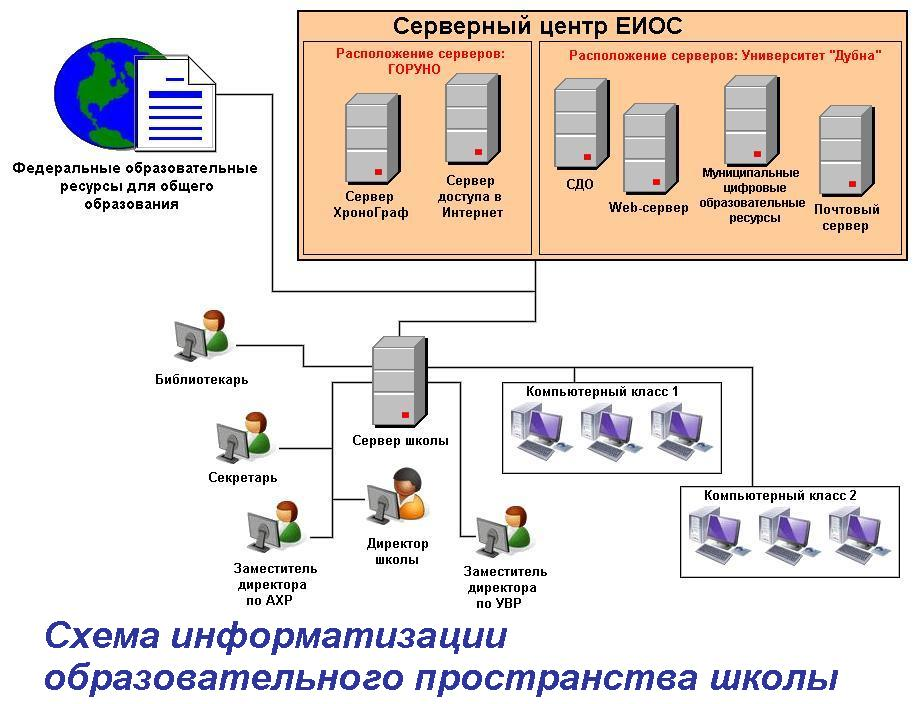 Серверный центр ЕИОС
Расположение серверов:
ГОРУНО
Расположение серверов: Университет "Дубна"
Федеральные образовательные
ресурсы для общего
образования
Сервер
ХроноГраф
Сервер
доступа в
Интернет
СДО
Web-сервер
Муниципальные
цифровые
образовательные
ресурсы
Почтовый
сервер
Библиотекарь
Сервер школы
Компьютерный класс 1
Секретарь
Компьютерный класс 2
Директор
школы
Заместитель
директора
по АХР
Заместитель
директора
по УВР
Схема информатизации
образовательного пространства школы